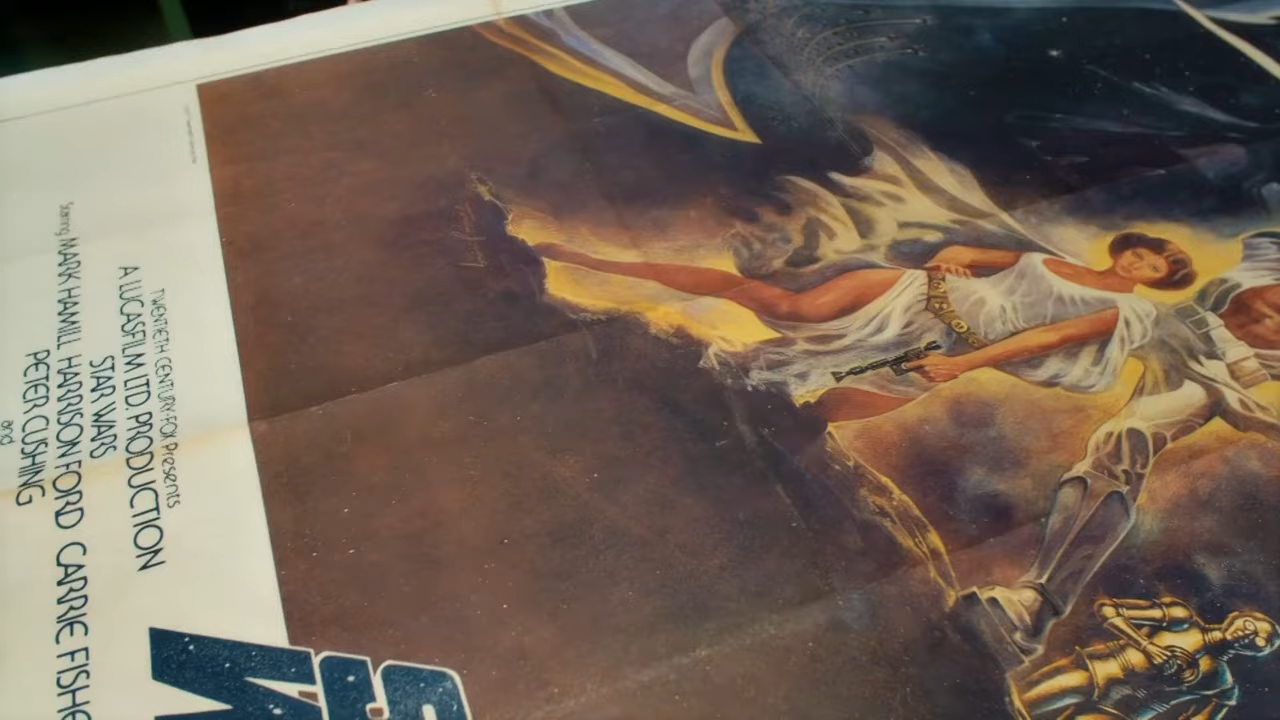 TWENTIETH CENTURY-FOX Presents
A LUCASFILM LTD. PRODUCTION
STAR WARS
Starring MARK HAMILL HARRISON FORD CARRIE FISHE
PETER CUSHING
and